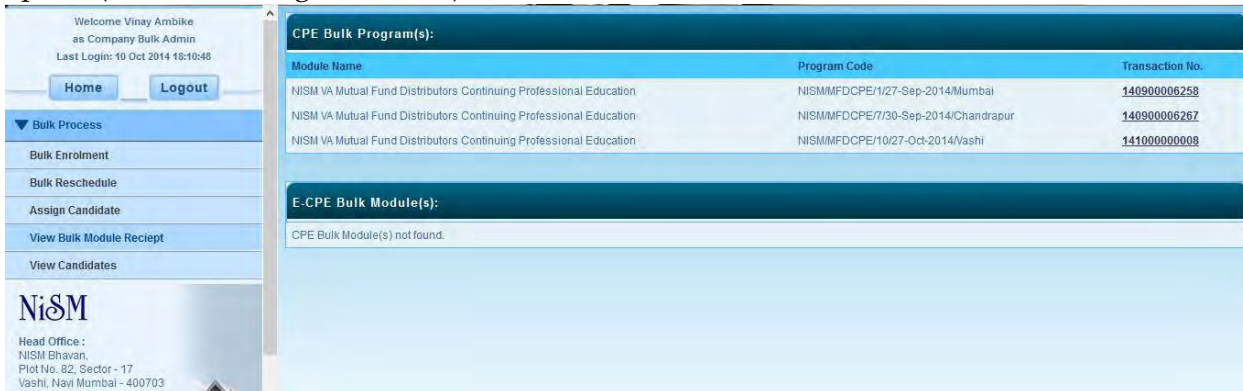 Welcome Vinay Ambike
as Company Bulk Admin
Last Login: 10 Oct 2014 18:10:48
Home Logout
Bulk Process
Bulk Enrolment
Bulk Reschedule
Assign Candidate
View Bulk Module Reciept
View Candidates
NiSM
Head Office :
NISM Bhavan,
Plot No. 82, Sector - 17
Vashi, Navi Mumbai - 400703
CPE Bulk Program(s):
Module Name Program Code Transaction No.
NISM VA Mutual Fund Distributors Continuing Professional Education NISM/MFDCPE/1/27-Sep-2014/Mumbai 140900006258
NISM VA Mutual Fund Distributors Continuing Professional Education NISM/MFDCPE/7/30-Sep-2014/Chandrapur 140900006267
NISM VA Mutual Fund Distributors Continuing Professional Education NISM/MFDCPE/10/27-Oct-2014/Vashi 141000000008
E-CPE Bulk Module(s):
CPE Bulk Module(s) not found.